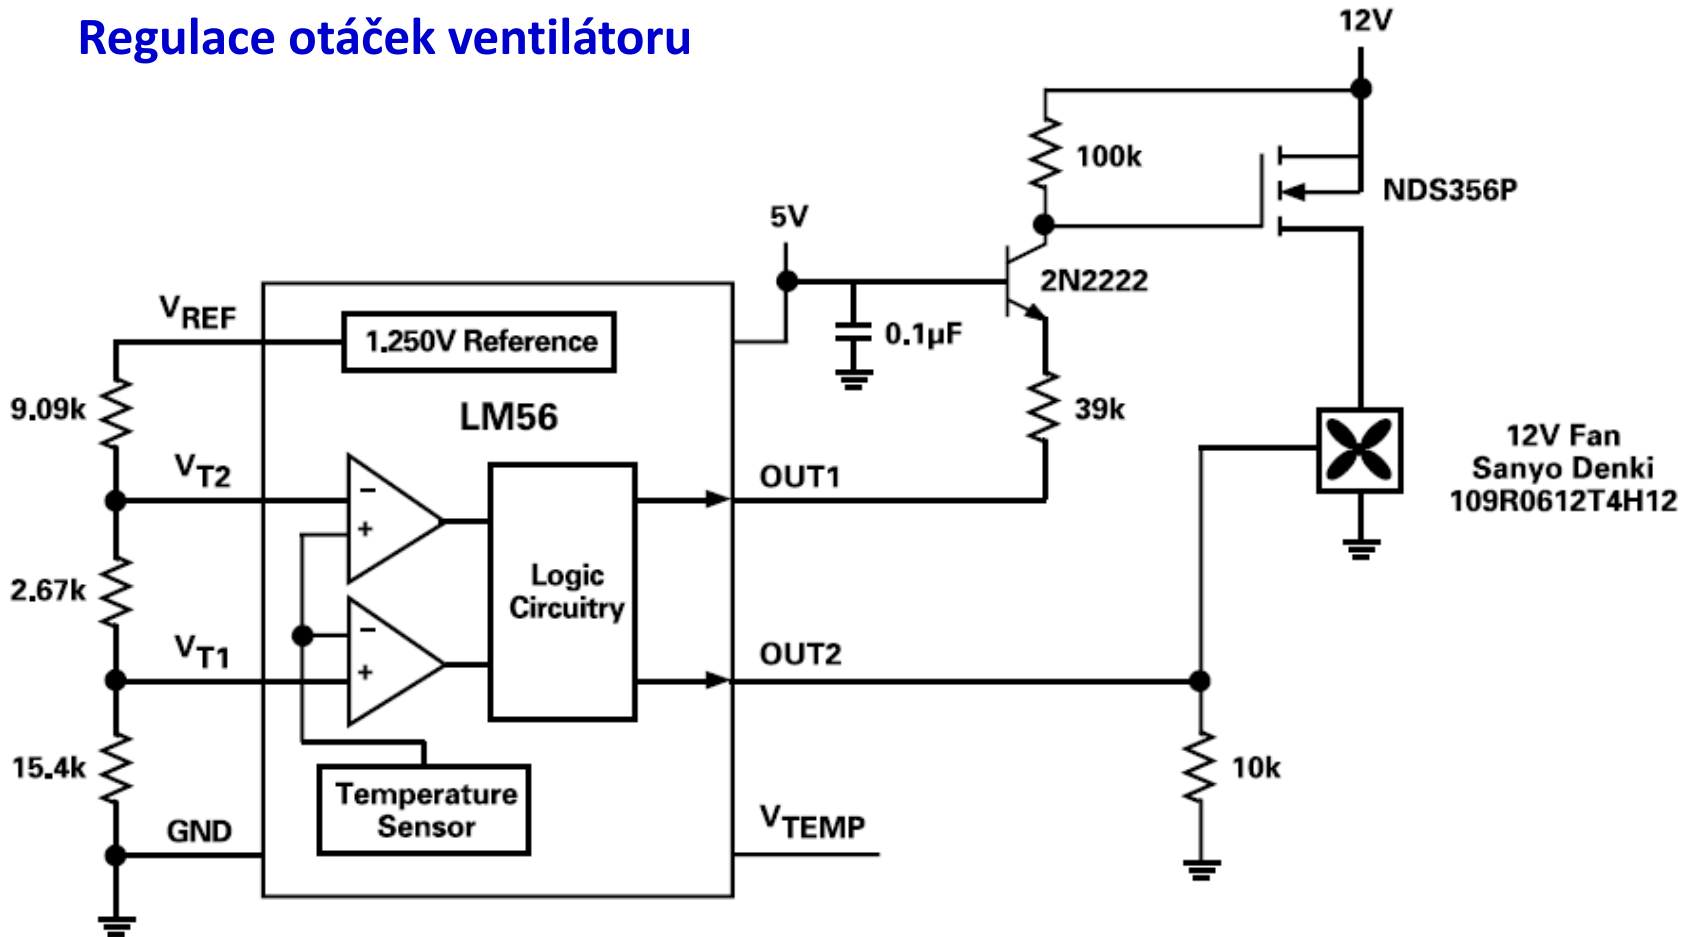 Regulace otáček ventilátoru
12V
100k
NDS356P
5V
2N2222
VREF
1.250V Reference
0.1µF
9.09k
LM56
39k
12V Fan
Sanyo Denki
109R0612T4H12
VT2
−
+
OUT1
2.67k
Logic
Circuitry
VT1
−
+
OUT2
15.4k
Temperature
Sensor
10k
GND
VTEMP